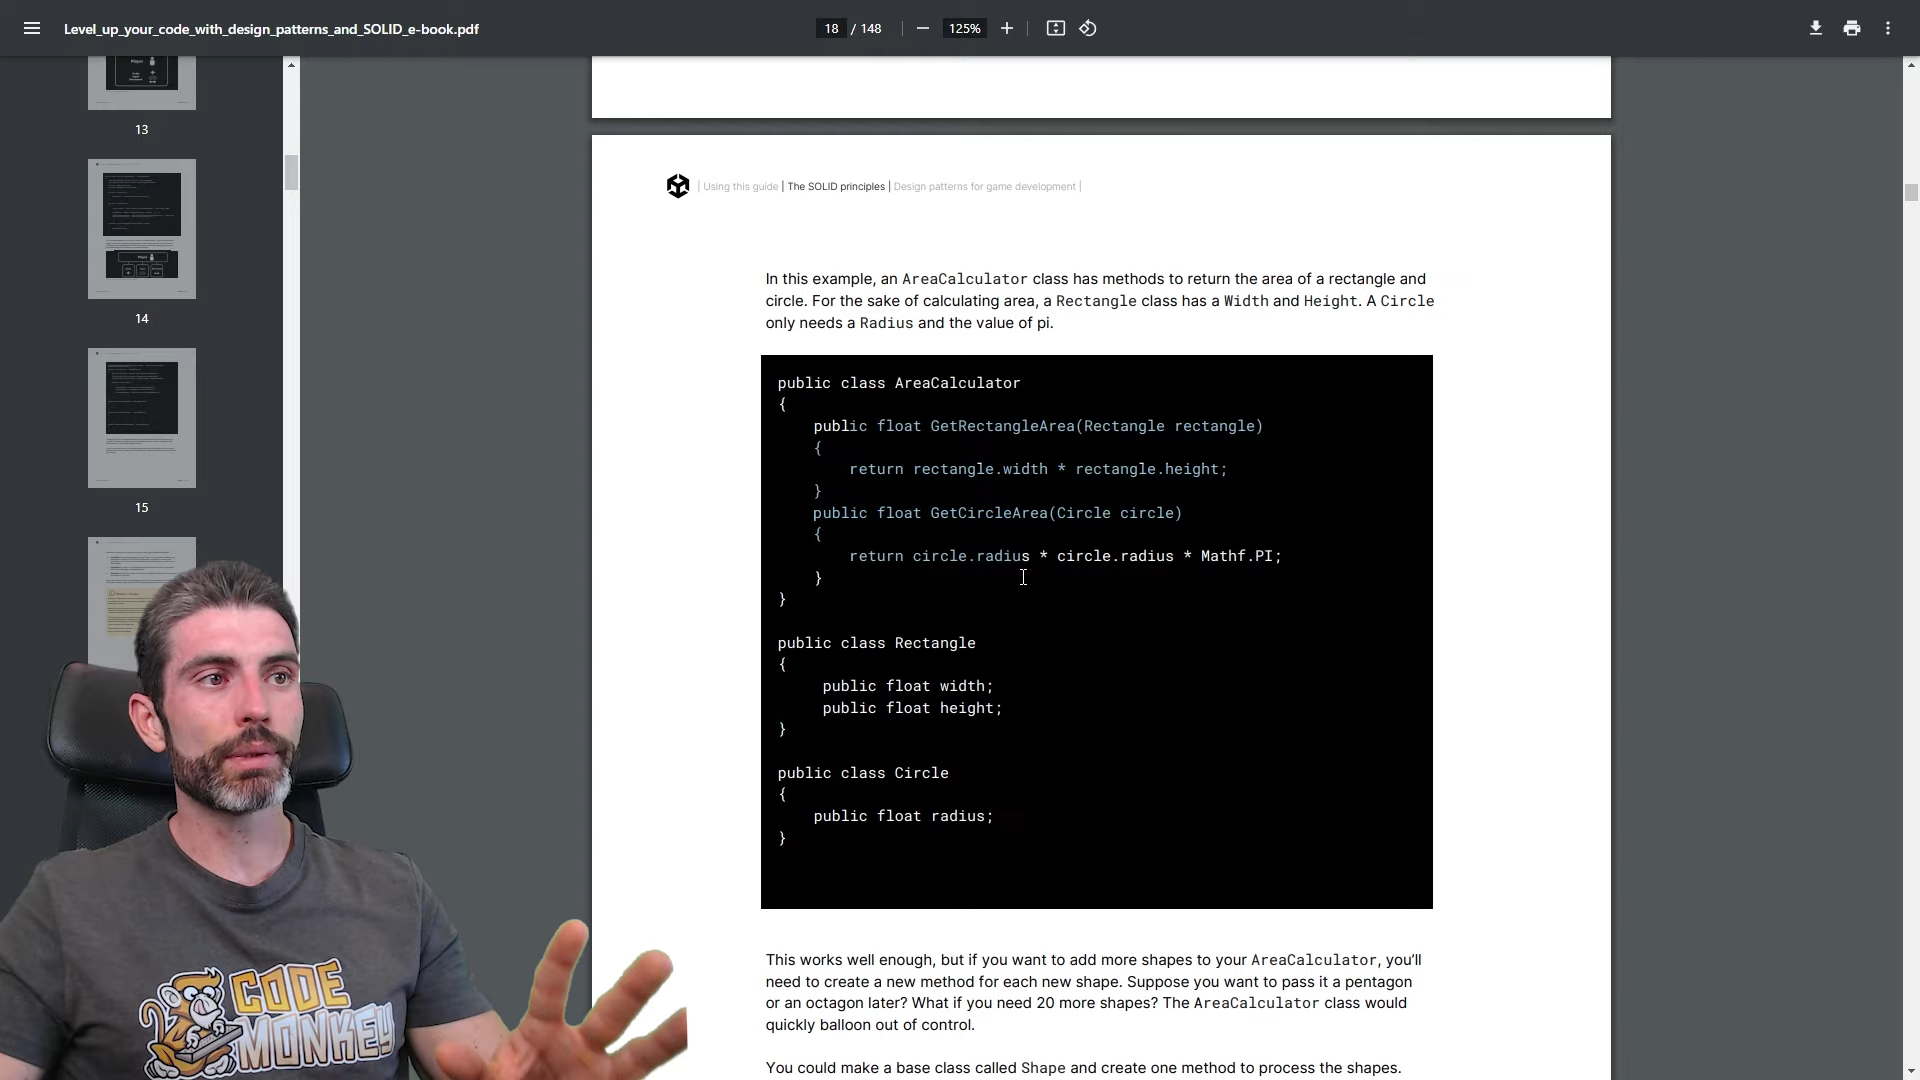 Level_up_your_code_with_design_patterns_and_SOLID_e-book.pdf
18 / 148
125%
13
14
15
| Using this guide | The SOLID principles | Design patterns for game development |
In this example, an AreaCalculator class has methods to return the area of a rectangle and
circle. For the sake of calculating area, a Rectangle class has a Width and Height. A Circle
only needs a Radius and the value of pi.
public class AreaCalculator
{
public float GetRectangleArea(Rectangle rectangle)
{
return rectangle.width * rectangle.height;
}
public float GetCircleArea(Circle circle)
{
return circle.radius * circle.radius * Mathf.PI;
}
}
public class Rectangle
{
public float width;
public float height;
}
public class Circle
{
public float radius;
}
This works well enough, but if you want to add more shapes to your AreaCalculator, you’ll
need to create a new method for each new shape. Suppose you want to pass it a pentagon
or an octagon later? What if you need 20 more shapes? The AreaCalculator class would
quickly balloon out of control.
You could make a base class called Shape and create one method to process the shapes.
CODE
MONKEY